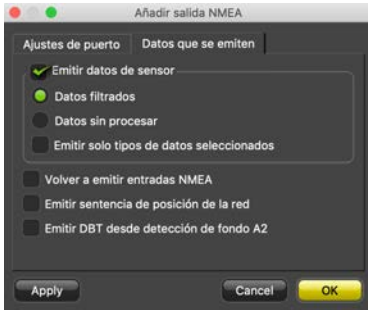 Añadir salida NMEA
Ajustes de puerto Datos que se emiten
Emitir datos de sensor
Datos filtrados
Datos sin procesar
Emitir solo tipos de datos seleccionados
Volver a emitir entradas NMEA
Emitir sentencia de posición de la red
Emitir DBT desde detección de fondo A2
Apply Cancel OK